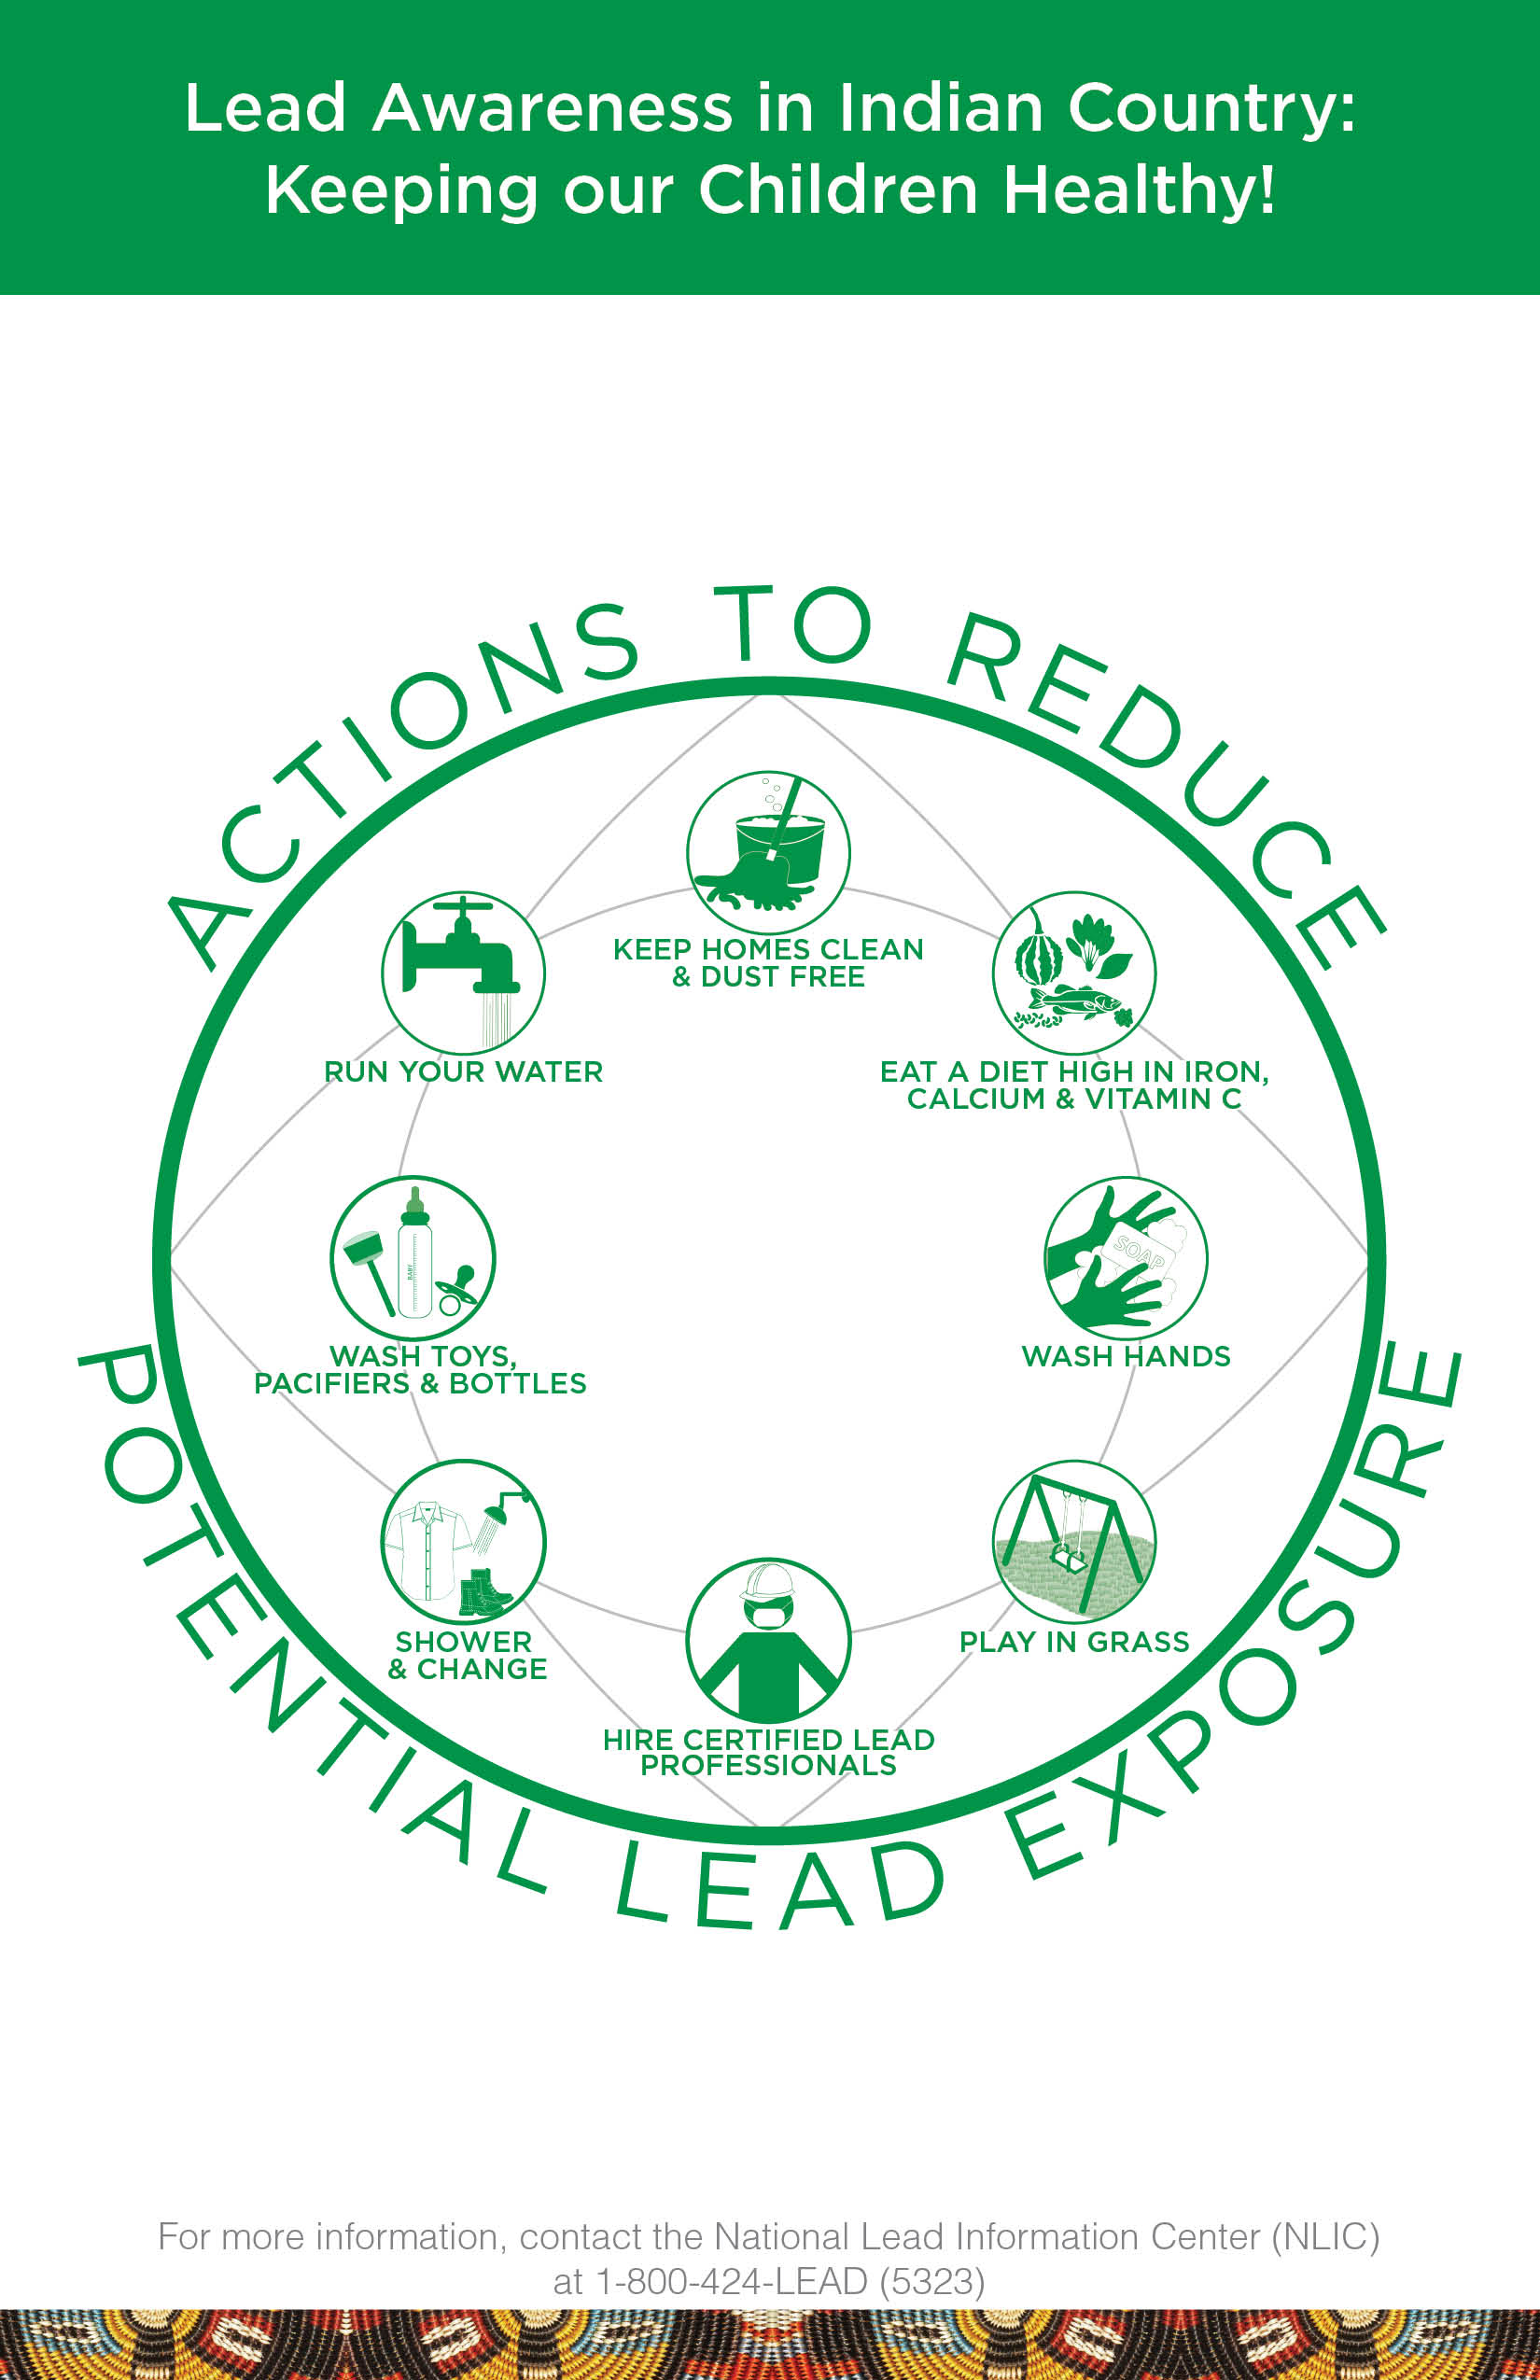 Lead Awareness in Indian Country:
Keeping our Children Healthy!
ACTIONS TO REDUCE
KEEP HOMES CLEAN
& DUST FREE
RUN YOUR WATER
EAT A DIET HIGH IN IRON,
CALCIUM & VITAMIN C
BABY
SOAP
WASH TOYS,
PACIFIERS & BOTTLES
WASH HANDS
SHOWER
& CHANGE
PLAY IN GRASS
HIRE CERTIFIED LEAD
PROFESSIONALS
POTENTIAL LEAD EXPOSURE
For more information, contact the National Lead Information Center (NLIC)
at 1-800-424-LEAD (5323)